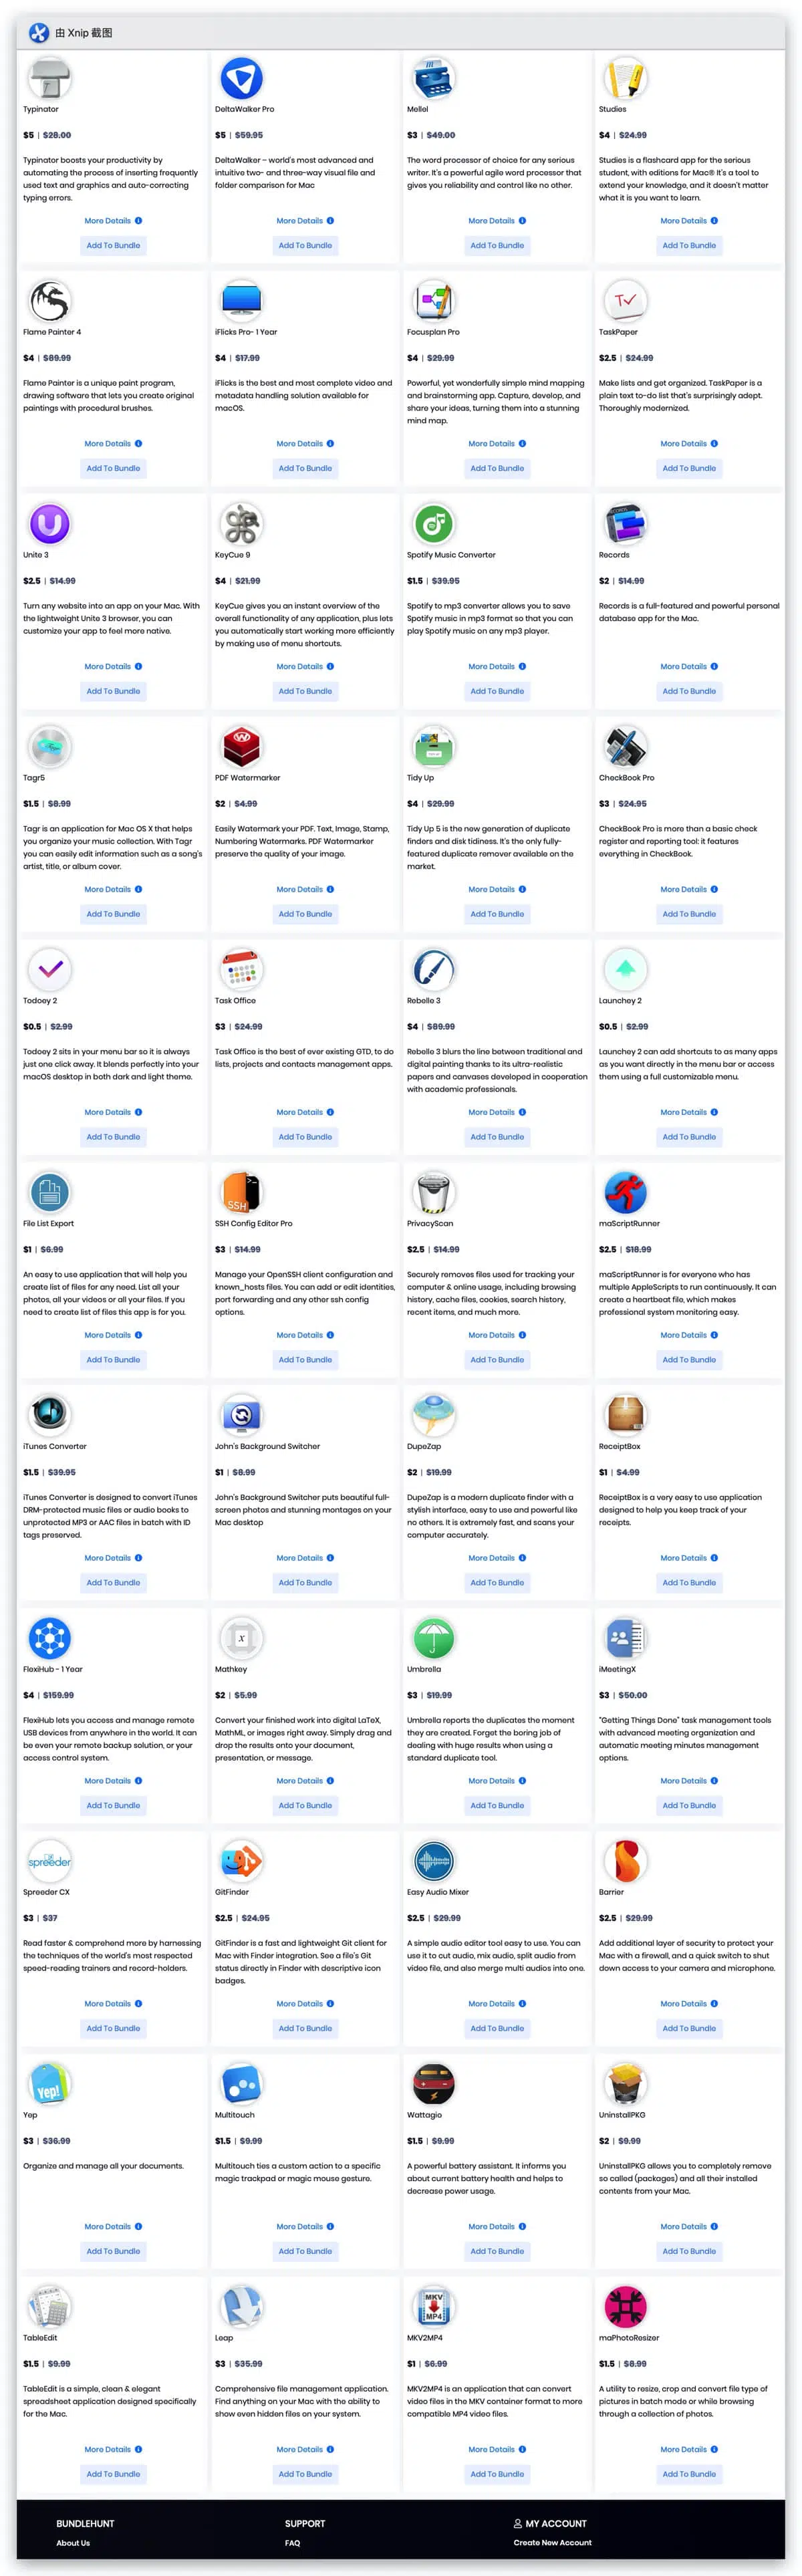 由 Xnip 截图
Typinator
$5 | $28.00
Typinator boosts your productivity by
automating the process of inserting frequently
used text and graphics and auto-correcting
typing errors.
More Details
Add To Bundle
DeltaWalker Pro
$5 | $59.95
DeltaWalker – world's most advanced and
intuitive two- and three-way visual file and
folder comparison for Mac
More Details
Add To Bundle
Mellel
$3 | $49.00
The word processor of choice for any serious
writer. It's a powerful agile word processor that
gives you reliability and control like no other.
More Details
Add To Bundle
Studies
$4 | $24.99
Studies is a flashcard app for the serious
student, with editions for Mac® It's a tool to
extend your knowledge, and it doesn't matter
what it is you want to learn.
More Details
Add To Bundle
Flame Painter 4
$4 | $89.99
Flame Painter is a unique paint program,
drawing software that lets you create original
paintings with procedural brushes.
More Details
Add To Bundle
iFlicks Pro- 1 Year
$4 | $17.99
iFlicks is the best and most complete video and
metadata handling solution available for
macOS.
More Details
Add To Bundle
Focusplan Pro
$4 | $29.99
Powerful, yet wonderfully simple mind mapping
and brainstorming app. Capture, develop, and
share your ideas, turning them into a stunning
mind map.
More Details
Add To Bundle
TaskPaper
$2.5 | $24.99
Make lists and get organized. TaskPaper is a
plain text to-do list that's surprisingly adept.
Thoroughly modernized.
More Details
Add To Bundle
Unite 3
$2.5 | $14.99
Turn any website into an app on your Mac. With
the lightweight Unite 3 browser, you can
customize your app to feel more native.
More Details
Add To Bundle
KeyCue 9
$4 | $21.99
KeyCue gives you an instant overview of the
overall functionality of any application, plus lets
you automatically start working more efficiently
by making use of menu shortcuts.
More Details
Add To Bundle
Spotify Music Converter
$1.5 | $39.95
Spotify to mp3 converter allows you to save
Spotify music in mp3 format so that you can
play Spotify music on any mp3 player.
More Details
Add To Bundle
Records
$2 | $14.99
Records is a full-featured and powerful personal
database app for the Mac.
More Details
Add To Bundle
Tagr5
$1.5 | $8.99
Tagr is an application for Mac OS X that helps
you organize your music collection. With Tagr
you can easily edit information such as a song's
artist, title, or album cover.
More Details
Add To Bundle
PDF Watermarker
$2 | $4.99
Easily Watermark your PDF. Text, Image, Stamp,
Numbering Watermarks. PDF Watermarker
preserve the quality of your image.
More Details
Add To Bundle
Tidy Up
$4 | $29.99
Tidy Up 5 is the new generation of duplicate
finders and disk tidiness. It's the only fully-
featured duplicate remover available on the
market.
More Details
Add To Bundle
CheckBook Pro
$3 | $24.95
CheckBook Pro is more than a basic check
register and reporting tool: it features
everything in CheckBook.
More Details
Add To Bundle
Todoey 2
$0.5 | $2.99
Todoey 2 sits in your menu bar so it is always
just one click away. It blends perfectly into your
macOS desktop in both dark and light theme.
More Details
Add To Bundle
Task Office
$3 | $24.99
Task Office is the best of ever existing GTD, to do
lists, projects and contacts management apps.
More Details
Add To Bundle
Rebelle 3
$4 | $89.99
Rebelle 3 blurs the line between traditional and
digital painting thanks to its ultra-realistic
papers and canvases developed in cooperation
with academic professionals.
More Details
Add To Bundle
Launchey 2
$0.5 | $2.99
Launchey 2 can add shortcuts to as many apps
as you want directly in the menu bar or access
them using a full customizable menu.
More Details
Add To Bundle
File List Export
$1 | $6.99
An easy to use application that will help you
create list of files for any need. List all your
photos, all your videos or all your files. If you
need to create list of files this app is for you.
More Details
Add To Bundle
SSH
SSH Config Editor Pro
$3 | $14.99
Manage your OpenSSH client configuration and
known_hosts files. You can add or edit identities,
port forwarding and any other ssh config
options.
More Details
Add To Bundle
PrivacyScan
$2.5 | $14.99
Securely removes files used for tracking your
computer & online usage, including browsing
history, cache files, cookies, search history,
recent items, and much more.
More Details
Add To Bundle
maScriptRunner
$2.5 | $18.99
maScriptRunner is for everyone who has
multiple AppleScripts to run continuously. It can
create a heartbeat file, which makes
professional system monitoring easy.
More Details
Add To Bundle
iTunes Converter
$1.5 | $39.95
iTunes Converter is designed to convert iTunes
DRM-protected music files or audio books to
unprotected MP3 or AAC files in batch with ID
tags preserved.
More Details
Add To Bundle
John's Background Switcher
$1 | $8.99
John's Background Switcher puts beautiful full-
screen photos and stunning montages on your
Mac desktop
More Details
Add To Bundle
DupeZap
$2 | $19.99
DupeZap is a modern duplicate finder with a
stylish interface, easy to use and powerful like
no others. It is extremely fast, and scans your
computer accurately.
More Details
Add To Bundle
ReceiptBox
$1 | $4.99
ReceiptBox is a very easy to use application
designed to help you keep track of your
receipts.
More Details
Add To Bundle
FlexiHub - 1 Year
$4 | $159.99
FlexiHub lets you access and manage remote
USB devices from anywhere in the world. It can
be even your remote backup solution, or your
access control system.
More Details
Add To Bundle
x
Mathkey
$2 | $5.99
Convert your finished work into digital LaTeX,
MathML, or images right away. Simply drag and
drop the results onto your document,
presentation, or message.
More Details
Add To Bundle
Umbrella
$3 | $19.99
Umbrella reports the duplicates the moment
they are created. Forget the boring job of
dealing with huge results when using a
standard duplicate tool.
More Details
Add To Bundle
iMeetingX
$3 | $50.00
"Getting Things Done" task management tools
with advanced meeting organization and
automatic meeting minutes management
options.
More Details
Add To Bundle
spreeder
Spreeder CX
$3 | $37
Read faster & comprehend more by harnessing
the techniques of the world's most respected
speed-reading trainers and record-holders.
More Details
Add To Bundle
GitFinder
$2.5 | $24.95
GitFinder is a fast and lightweight Git client for
Mac with Finder integration. See a file's Git
status directly in Finder with descriptive icon
badges.
More Details
Add To Bundle
Easy Audio Mixer
$2.5 | $29.99
A simple audio editor tool easy to use. You can
use it to cut audio, mix audio, split audio from
video file, and also merge multi audios into one.
More Details
Add To Bundle
Barrier
$2.5 | $29.99
Add additional layer of security to protect your
Mac with a firewall, and a quick switch to shut
down access to your camera and microphone.
More Details
Add To Bundle
Yep!
Yep
$3 | $36.99
Organize and manage all your documents.
More Details
Add To Bundle
Multitouch
$1.5 | $9.99
Multitouch ties a custom action to a specific
magic trackpad or magic mouse gesture.
More Details
Add To Bundle
Wattagio
$1.5 | $9.99
A powerful battery assistant. It informs you
about current battery health and helps to
decrease power usage.
More Details
Add To Bundle
UninstallPKG
$2 | $9.99
UninstallPKG allows you to completely remove
so called (packages) and all their installed
contents from your Mac.
More Details
Add To Bundle
TableEdit
$1.5 | $9.99
TableEdit is a simple, clean & elegant
spreadsheet application designed specifically
for the Mac.
More Details
Add To Bundle
Leap
$3 | $35.99
Comprehensive file management application.
Find anything on your Mac with the ability to
show even hidden files on your system.
More Details
Add To Bundle
MKV
MP4
MKV2MP4
$1 | $6.99
MKV2MP4 is an application that can convert
video files in the MKV container format to more
compatible MP4 video files.
More Details
Add To Bundle
maPhotoResizer
$1.5 | $8.99
A utility to resize, crop and convert file type of
pictures in batch mode or while browsing
through a collection of photos.
More Details
Add To Bundle
BUNDLEHUNT
About Us
SUPPORT
FAQ
MY ACCOUNT
Create New Account